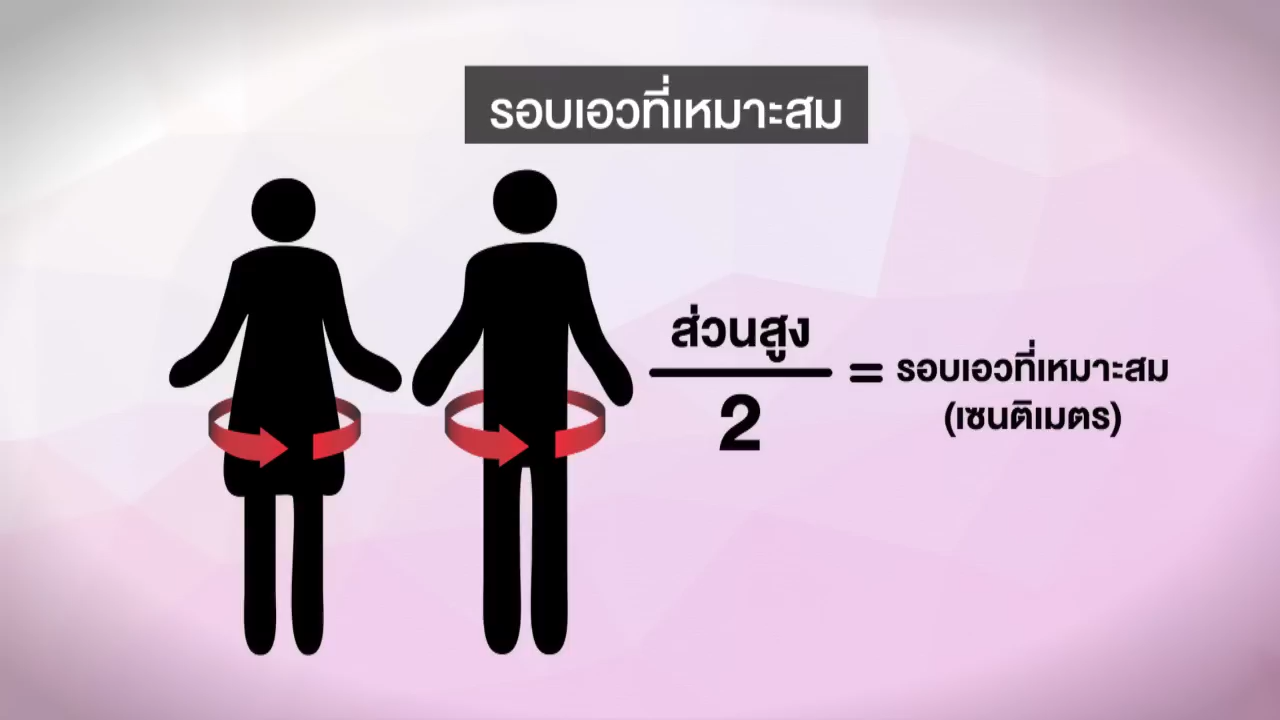 รอบเอวที่เหมาะสม
ส่วนสูง
2
= รอบเอวที่เหมาะสม
(เซนติเมตร)